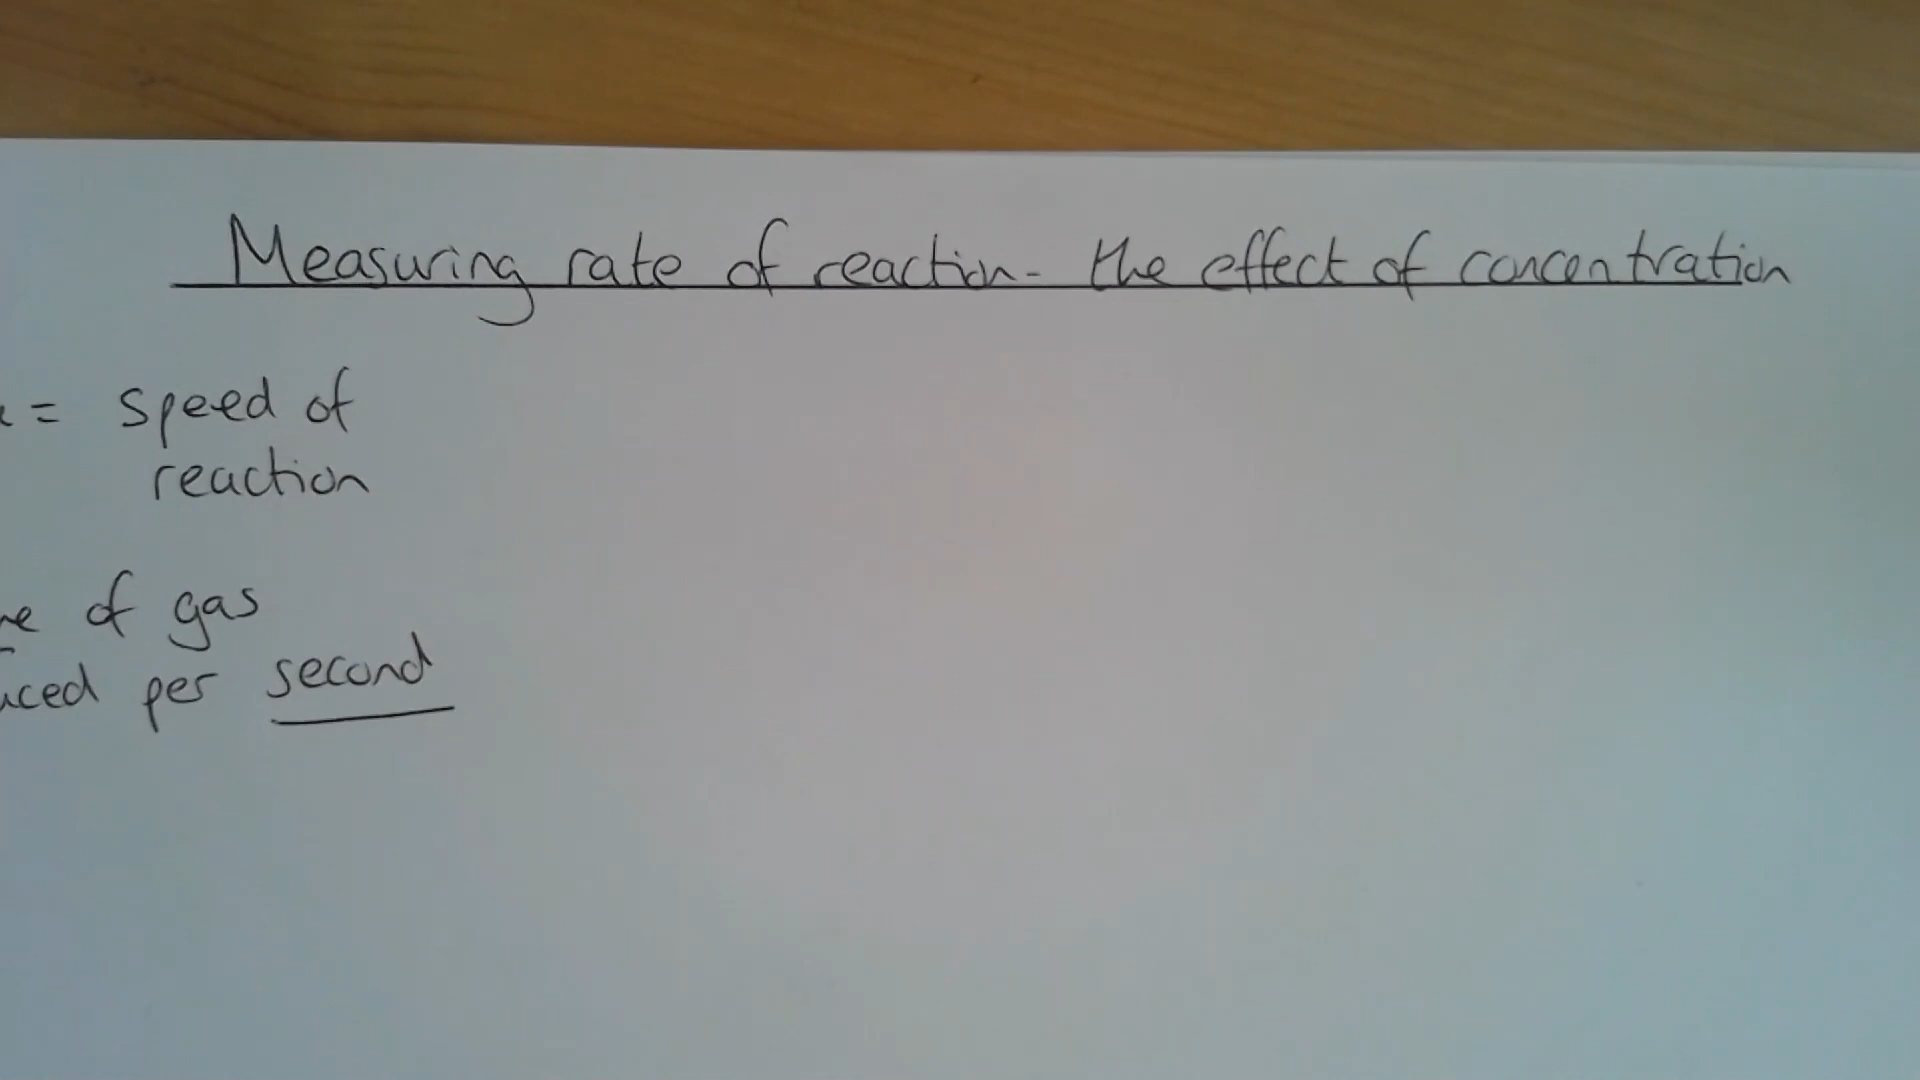 Measuring rate of reaction - the effect of concentration
= speed of
reaction
of gas
per second